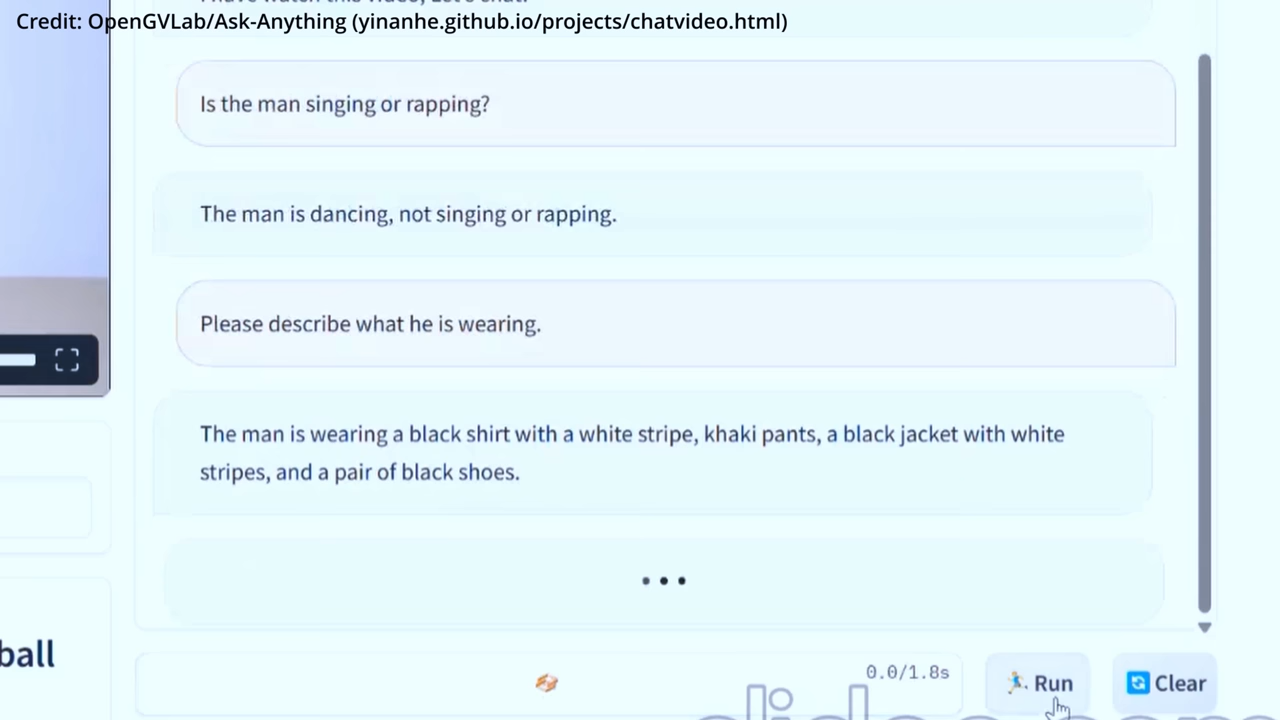 Credit: OpenGVLab/Ask-Anything (yinanhe.github.io/projects/chatvideo.html)
Is the man singing or rapping?
The man is dancing, not singing or rapping.
Please describe what he is wearing.
The man is wearing a black shirt with a white stripe, khaki pants, a black jacket with white
stripes, and a pair of black shoes.
ball
0.0/1.8s
Run
Clear